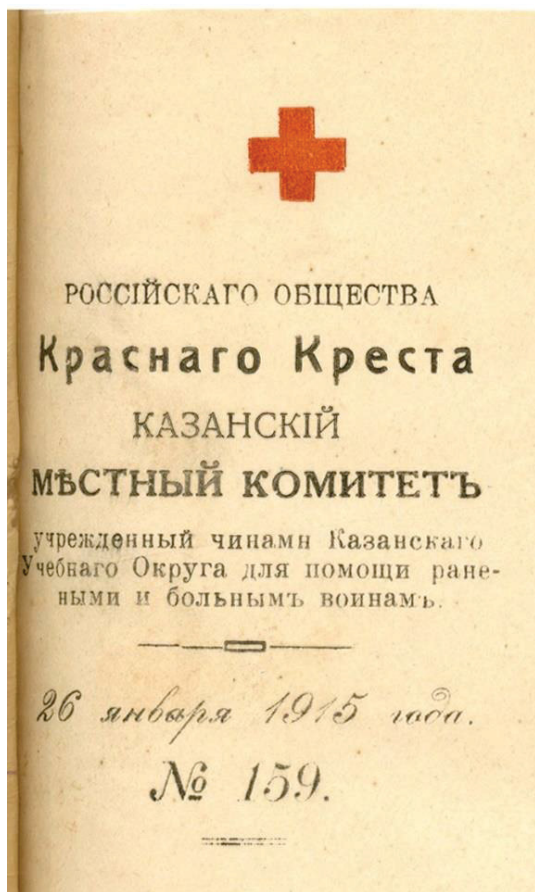 РОССІЙСКАГО ОБЩЕСТВА
Краснаго Креста
КАЗАНСКІЙ
МѢСТНЫЙ КОМИТЕТЪ
учрежденный чинами Казанскаго
Учебнаго Округа для помощи ране-
ными и больнымъ воинамъ.
26 января 1915 года.
№ 159.